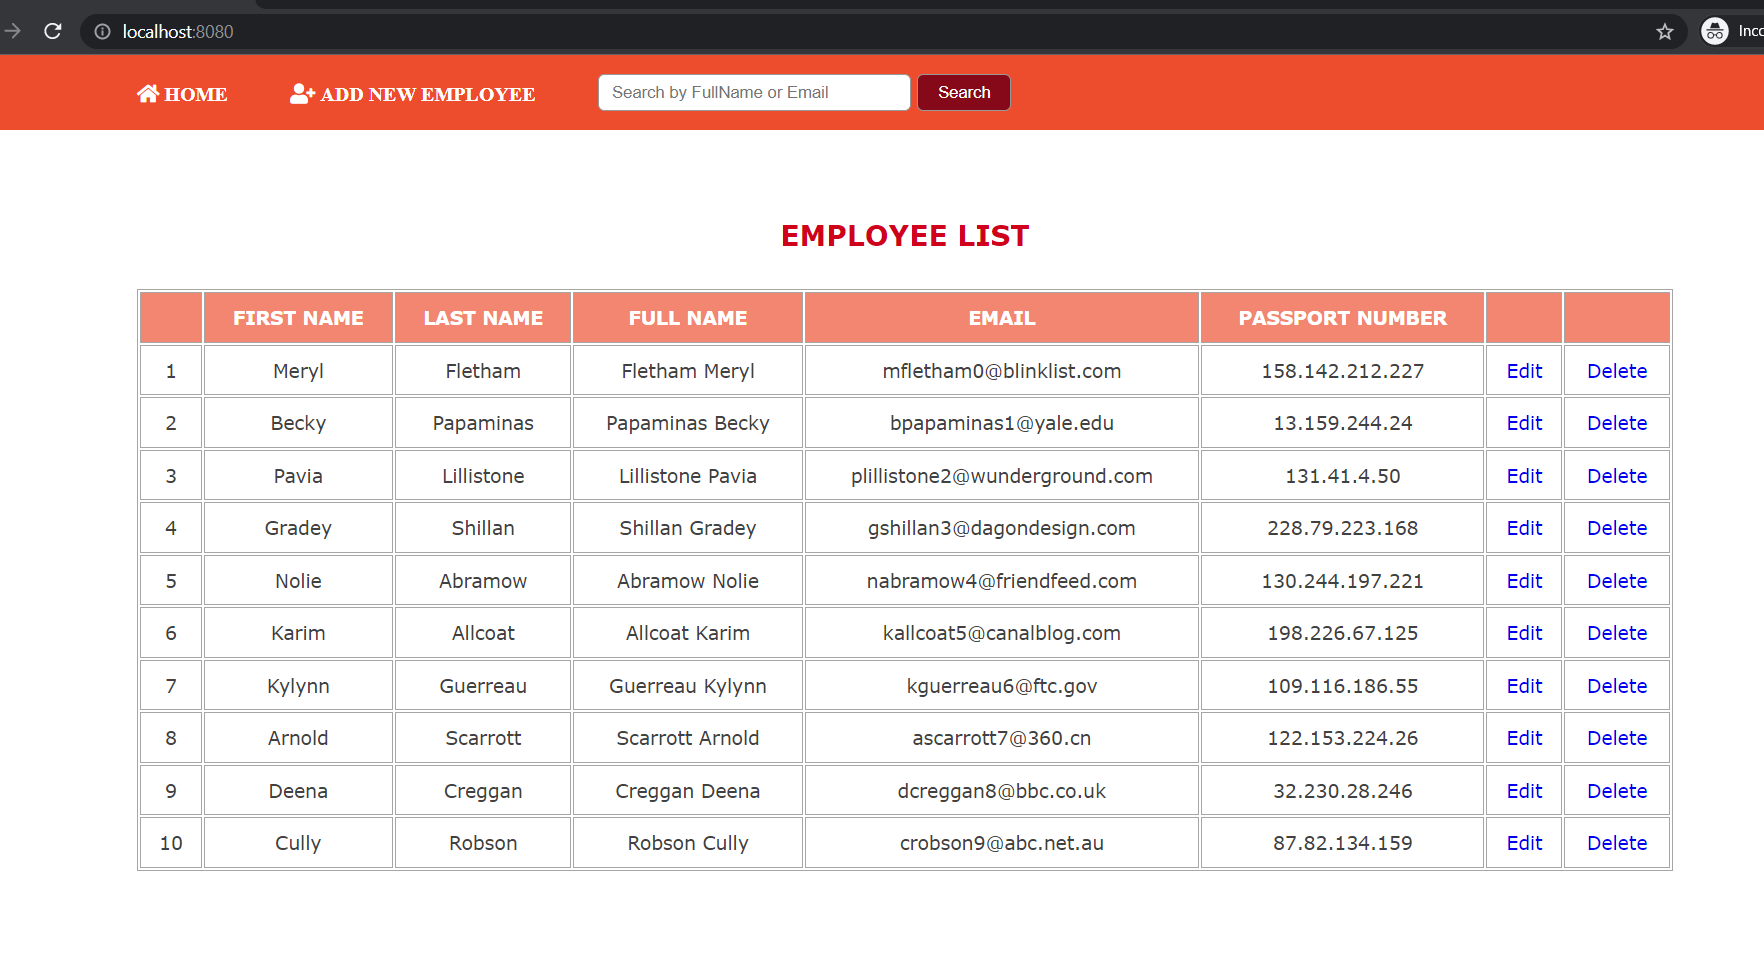 localhost:8080
Inco
HOME ADD NEW EMPLOYEE Search by FullName or Email Search
EMPLOYEE LIST
FIRST NAME LAST NAME FULL NAME EMAIL PASSPORT NUMBER
1 Meryl Fletham Fletham Meryl mfletham0@blinklist.com 158.142.212.227 Edit Delete
2 Becky Papaminas Papaminas Becky bpapaminas1@yale.edu 13.159.244.24 Edit Delete
3 Pavia Lillistone Lillistone Pavia plillistone2@wunderground.com 131.41.4.50 Edit Delete
4 Gradey Shillan Shillan Gradey gshillan3@dagondesign.com 228.79.223.168 Edit Delete
5 Nolie Abramow Abramow Nolie nabramow4@friendfeed.com 130.244.197.221 Edit Delete
6 Karim Allcoat Allcoat Karim kallcoat5@canalblog.com 198.226.67.125 Edit Delete
7 Kylynn Guerreau Guerreau Kylynn kguerreau6@ftc.gov 109.116.186.55 Edit Delete
8 Arnold Scarrott Scarrott Arnold ascarrott7@360.cn 122.153.224.26 Edit Delete
9 Deena Creggan Creggan Deena dcreggan8@bbc.co.uk 32.230.28.246 Edit Delete
10 Cully Robson Robson Cully crobson9@abc.net.au 87.82.134.159 Edit Delete